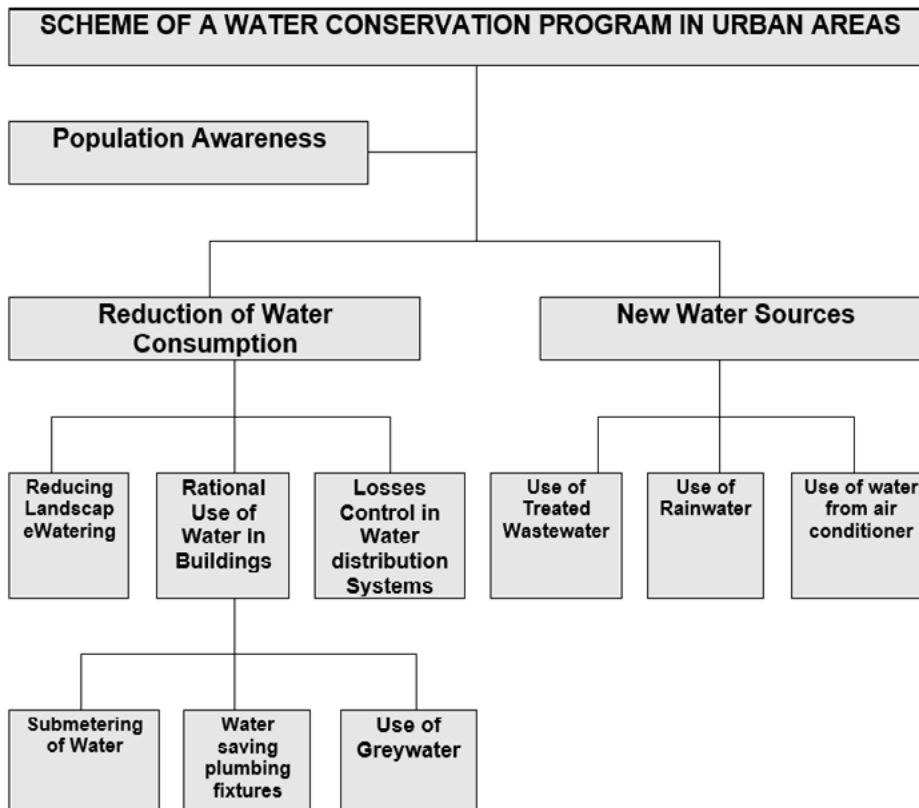 SCHEME OF A WATER CONSERVATION PROGRAM IN URBAN AREAS
Population Awareness
Reduction of Water
Consumption
New Water Sources
Reducing
Landscap
eWatering
Rational
Use of
Water in
Buildings
Losses
Control in
Water
distribution
Systems
Use of
Treated
Wastewater
Use of
Rainwater
Use of water
from air
conditioner
Submetering
of Water
Water
saving
plumbing
fixtures
Use of
Greywater